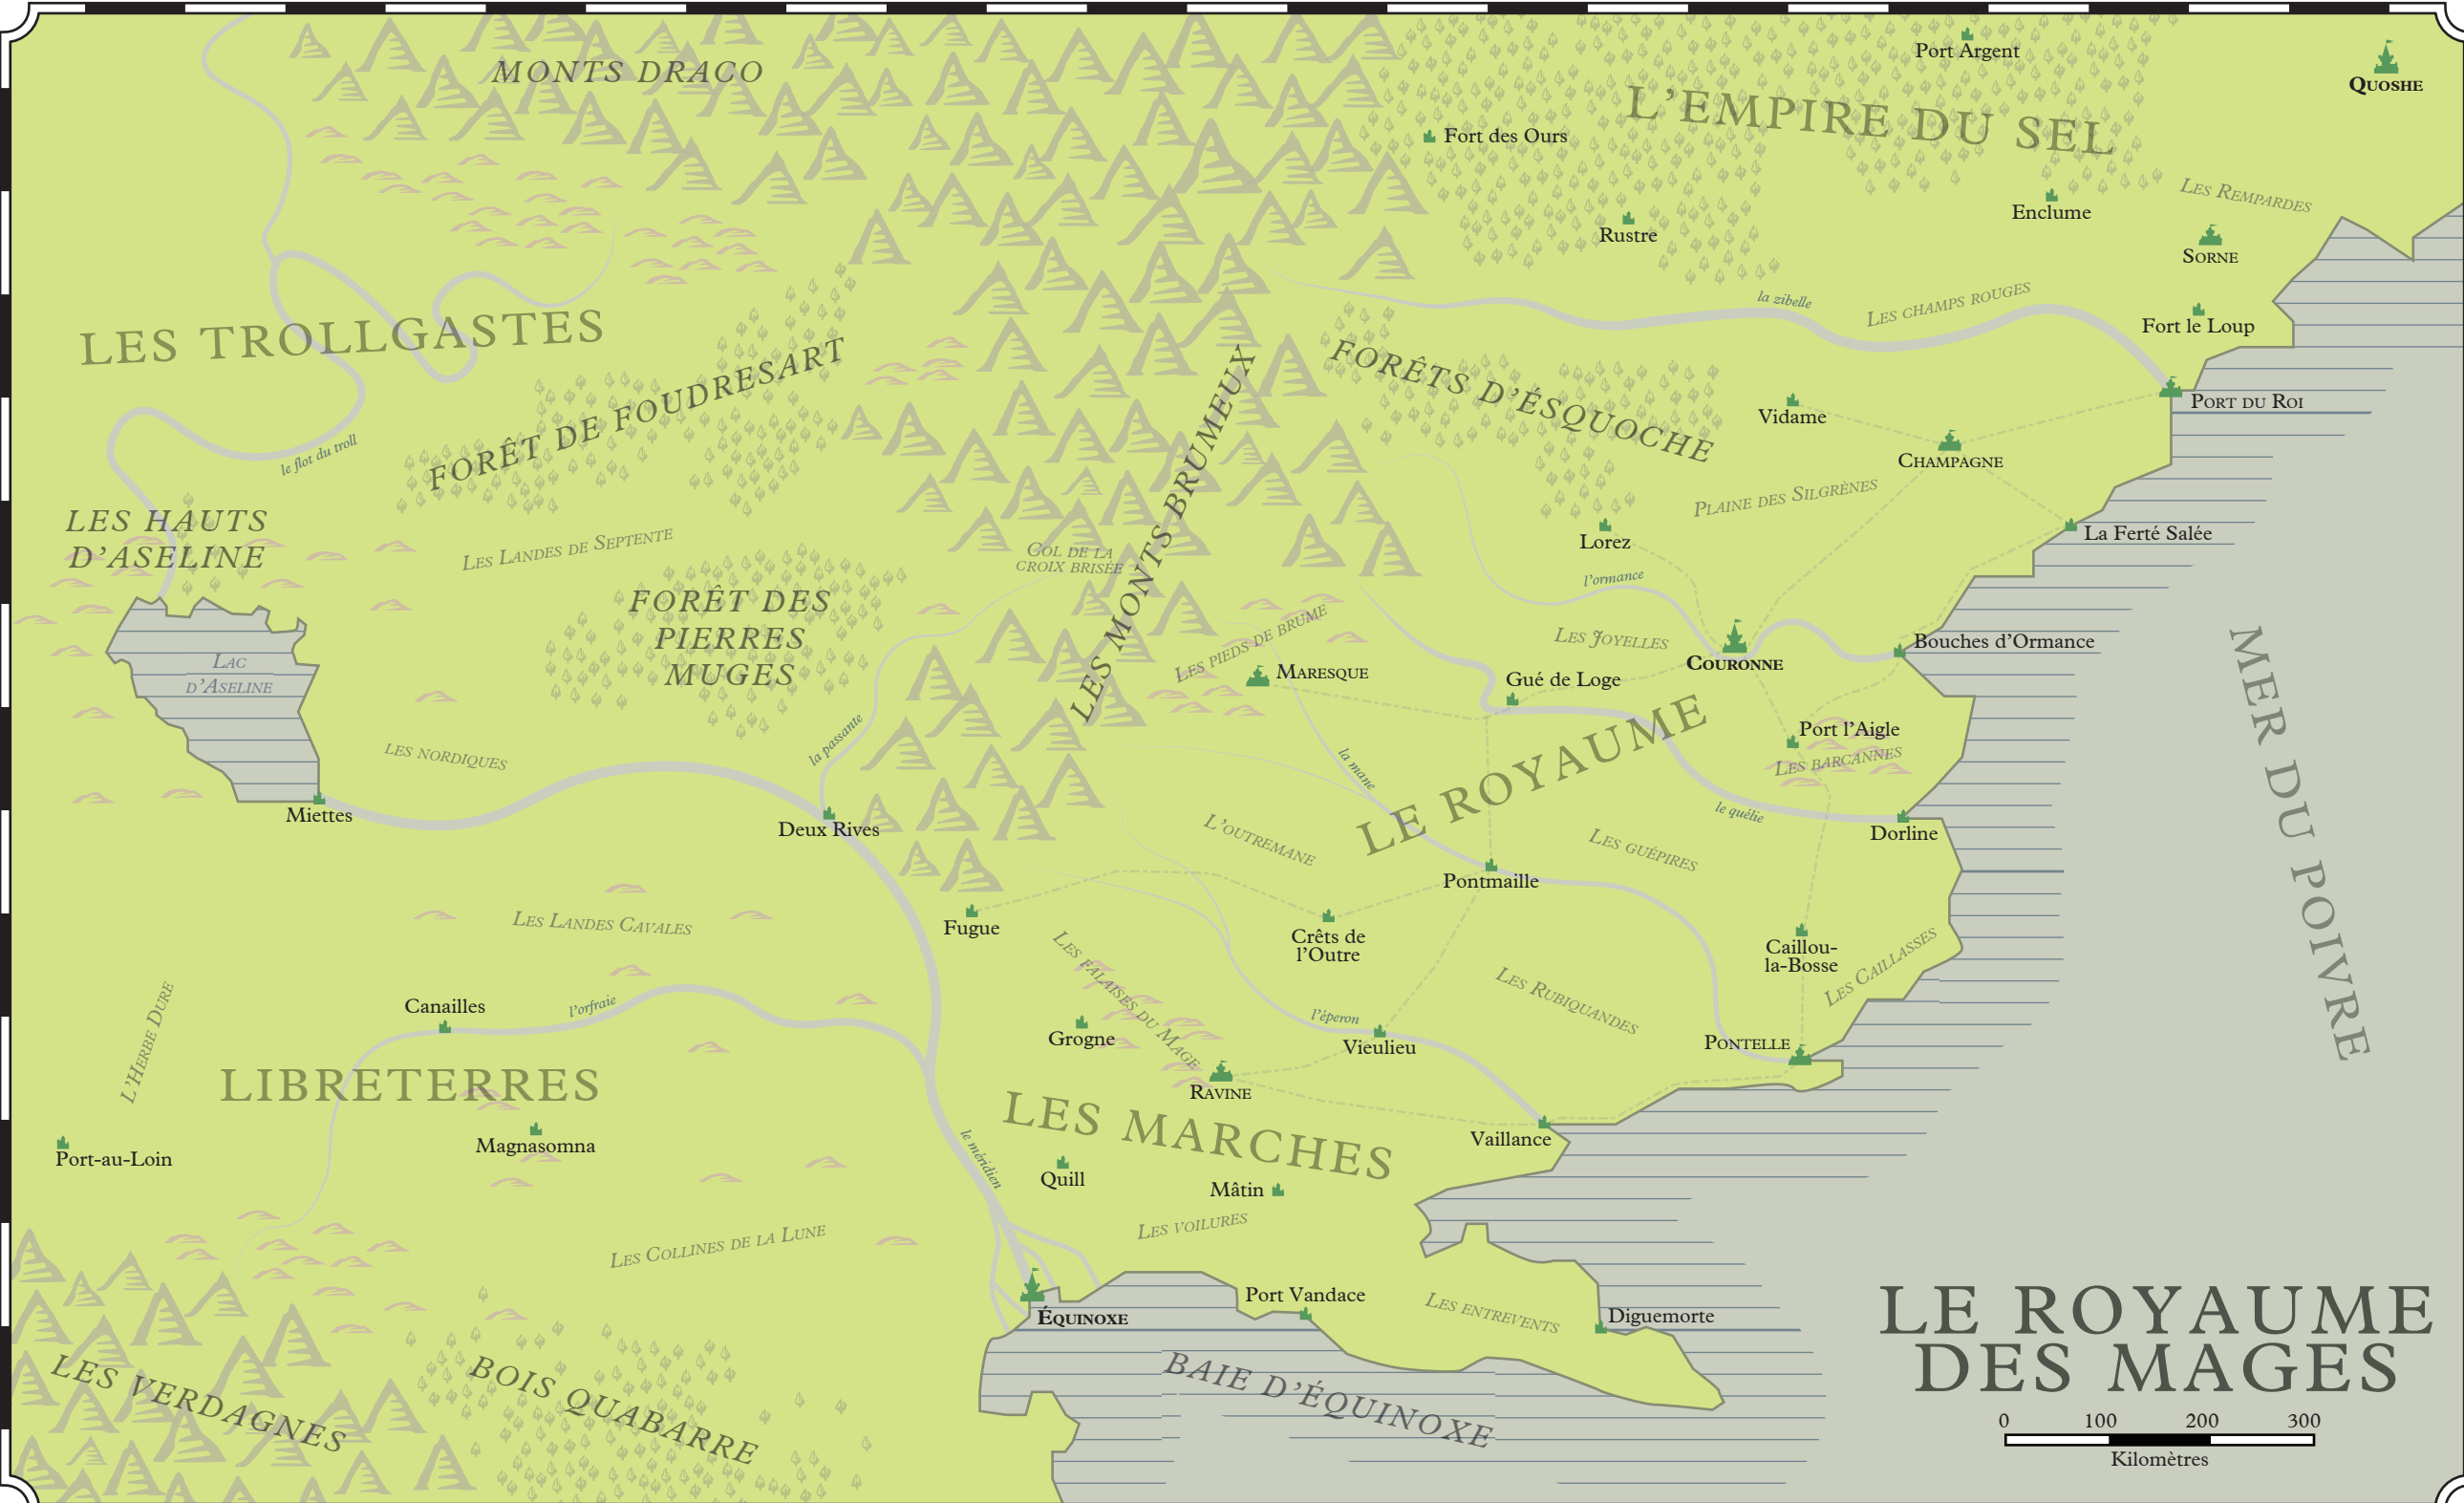 Port Argent
MONTS DRACO
QUOSHE
L'EMPIRE DU SEL
Fort des Ours
LES REMPARDES
Enclume
Rustre
SORNE
la zibelle
LES CHAMPS ROUGES
Fort le Loup
LES TROLLGASTES
FORÊT DE FOUDRESART
FORÊTS D'ÉSQUOCHE
PORT DU ROI
Vidame
CHAMPAGNE
le flot du troll
PLAINE DES SILGRÈNES
LES HAUTS
D'ASELINE
LES LANDES DE SEPTENTE
COL DE LA
CROIX BRISÉE
LES MONTS BRUMEUX
Lorez
La Ferté Salée
l'ormance
FORÊT DES
PIERRES
MUGES
LES PIEDS DE BRUME
LES JOYELLES
COURONNE
Bouches d'Ormance
LAC
D'ASELINE
MARESQUE
Gué de Loge
MER DU POIVRE
LES NORDIQUES
la passante
la mane
LE ROYAUME
Port l'Aigle
LES BARCANNES
Miettes
Deux Rives
L'OUTREMANE
le quélie
LES GUÉPIRES
Dorline
Pontmaille
LES LANDES CAVALES
Fugue
Crêts de
l'Outre
Caillou-
la-Bosse
LES CAILLASSES
LES FALAISES DU MAGE
LES RUBIQUANDES
L'HERBE DURE
Canailles
l'orfraie
Grogne
l'éperon
Vieulieu
PONTELLE
LIBRETERRES
RAVINE
LES MARCHES
Port-au-Loin
Magnasomna
le méridien
Quill
Mâtin
Vaillance
LES COLLINES DE LA LUNE
LES VOILURES
ÉQUINOXE
Port Vandace
LES ENTREVENTS
Diguemorte
LES VERDAGNES
BOIS QUABARRE
BAIE D'ÉQUINOXE
LE ROYAUME
DES MAGES
0 100 200 300
Kilomètres